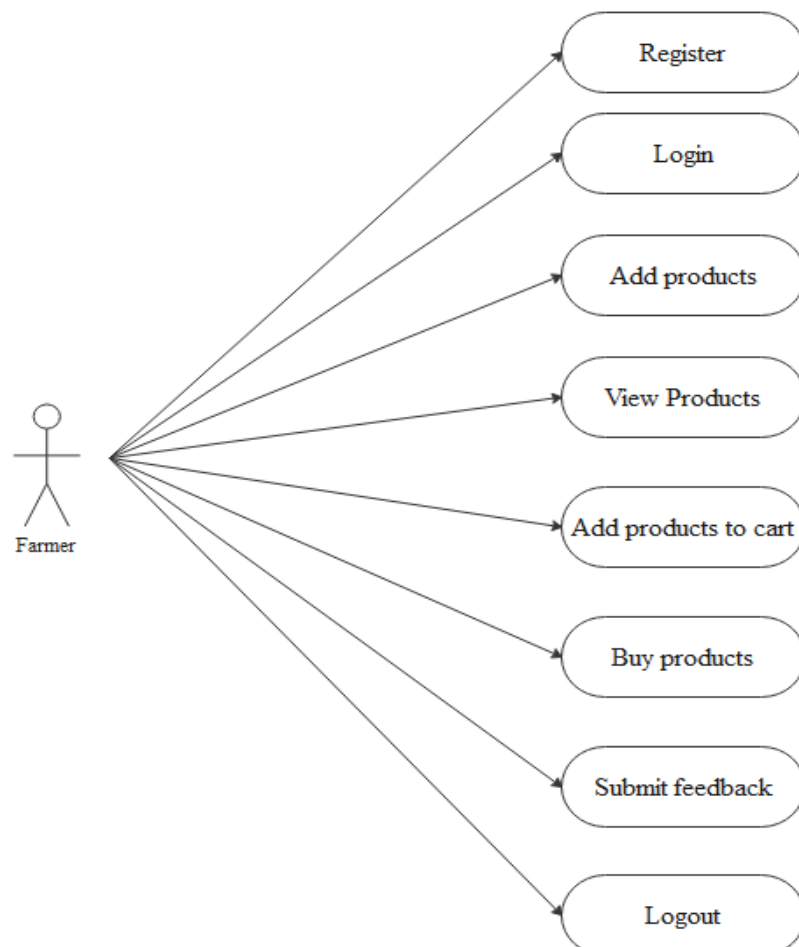 Register
Login
Add products
View Products
Farmer
Add products to cart
Buy products
Submit feedback
Logout